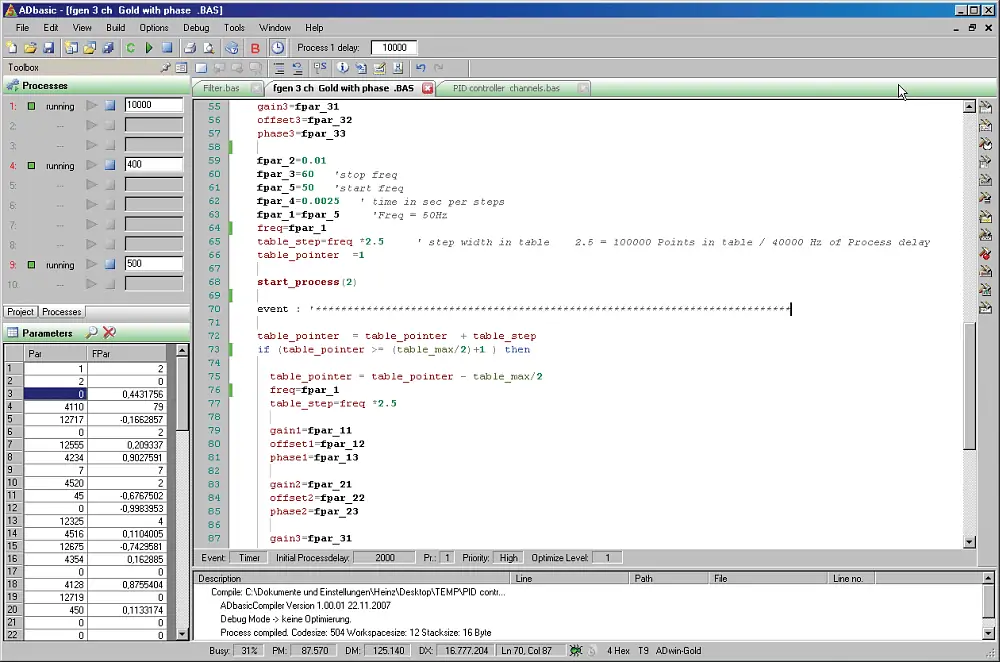 ADbasic - [fgen 3 ch  Gold with phase  .BAS]
File Edit View Build Options Debug Tools Window Help
B Process 1 delay: 10000
Toolbox
Processes
1: running 10000
2: --
3: --
4: running 400
5: --
6: --
7: --
8: --
9: running 500
10: --
Project Processes
Parameters
Par FPar
1 1 2
2 2 0
3 0 0,4431756
4 4110 79
5 12717 -0,1662857
6 0 2
7 12555 0,209337
8 4234 0,9027591
9 7 7
10 4520 2
11 45 -0,6767502
12 0 -0,9983953
13 12325 4
14 4516 0,1104005
15 12675 -0,7429581
16 4354 0,162885
17 0 0
18 4128 0,8755404
19 12719 0
20 450 0,1133174
21 0 0
22 0 0
Filter.bas fgen 3 ch  Gold with phase  .BAS PID controller  channels.bas
55 gain3=fpar_31
56 offset3=fpar_32
57 phase3=fpar_33
58
59 fpar_2=0.01
60 fpar_3=60   'stop freq
61 fpar_5=50   'start freq
62 fpar_4=0.0025   ' time in sec per steps
63 fpar_1=fpar_5     'Freq = 50Hz
64 freq=fpar_1
65 table_step=freq *2.5     ' step width in table    2.5 = 100000 Points in table / 40000 Hz of Process delay
66 table_pointer  =1
67
68 start_process(2)
69
70 event : '****************************************************************************
71
72 table_pointer  = table_pointer  + table_step
73 if (table_pointer >= (table_max/2)+1 ) then
74
75 table_pointer = table_pointer - table_max/2
76 freq=fpar_1
77 table_step=freq *2.5
78
79 gain1=fpar_11
80 offset1=fpar_12
81 phase1=fpar_13
82
83 gain2=fpar_21
84 offset2=fpar_22
85 phase2=fpar_23
86
87 gain3=fpar_31
Event: Timer Initial Processdelay: 2000 Pr.: 1 Priority: High Optimize Level: 1
Description Line Path File Line no.
Compile: C:\Dokumente und Einstellungen\Heinz\Desktop\TEMP\PID contr...
ADbasicCompiler Version 1.00.01 22.11.2007
Debug Mode -> keine Optimierung.
Process compiled. Codesize: 504 Workspacesize: 12 Stacksize: 16 Byte
Busy: 31% PM: 87.570 DM: 125.140 DX: 16.777.204 Ln 70, Col 87 4 Hex T9 ADwin-Gold